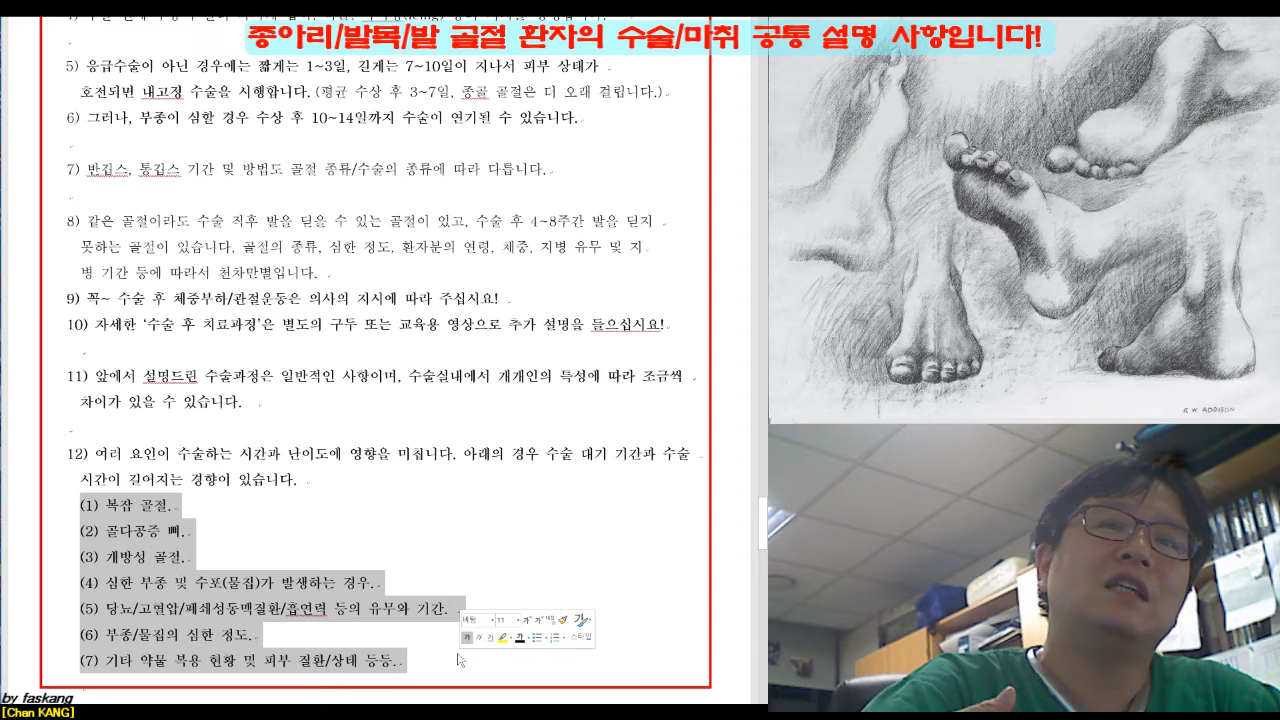 종아리/발목/발 골절 환자의 수술/마취 공통 설명 사항입니다!
5) 응급수술이 아닌 경우에는 짧게는 1~3일, 길게는 7~10일이 지나서 피부 상태가
호전되면 내고정 수술을 시행합니다. (평균 수상 후 3~7일, 종골 골절은 더 오래 걸립니다.)
6) 그러나, 부종이 심할 경우 수상 후 10~14일까지 수술이 연기될 수 있습니다.
7) 반깁스, 통깁스 기간 및 방법도 골절 종류/수술의 종류에 따라 다릅니다.
8) 같은 골절이라도 수술 직후 발을 딛을 수 있는 골절이 있고, 수술 후 4~8주간 발을 딛지
못하는 골절이 있습니다. 골절의 종류, 심한 정도, 환자분의 연령, 체중, 지병 유무 및 지
병 기간 등에 따라서 천차만별입니다.
9) 꼭~ 수술 후 체중부하/관절운동은 의사의 지시에 따라 주십시요!
10) 자세한 ‘수술 후 치료과정’은 별도의 구두 또는 교육용 영상으로 추가 설명을 들으십시요!
11) 앞에서 설명드린 수술과정은 일반적인 사항이며, 수술실내에서 개개인의 특성에 따라 조금씩
차이가 있을 수 있습니다.
12) 여러 요인이 수술하는 시간과 난이도에 영향을 미칩니다. 아래의 경우 수술 대기 기간과 수술
시간이 길어지는 경향이 있습니다.
(1) 복잡 골절.
(2) 골다공증 뼈.
(3) 개방성 골절.
(4) 심한 부종 및 수포(물집)가 발생하는 경우.
(5) 당뇨/고혈압/폐쇄성동맥질환/흡연력 등의 유무와 기간.
(6) 부종/물집의 심한 정도.
(7) 기타 약물 복용 현황 및 피부 질환/상태 등등.
바탕 11 가 가
가 가 간 가 스타일
R W ADDISON
by faskang
[Chan KANG]